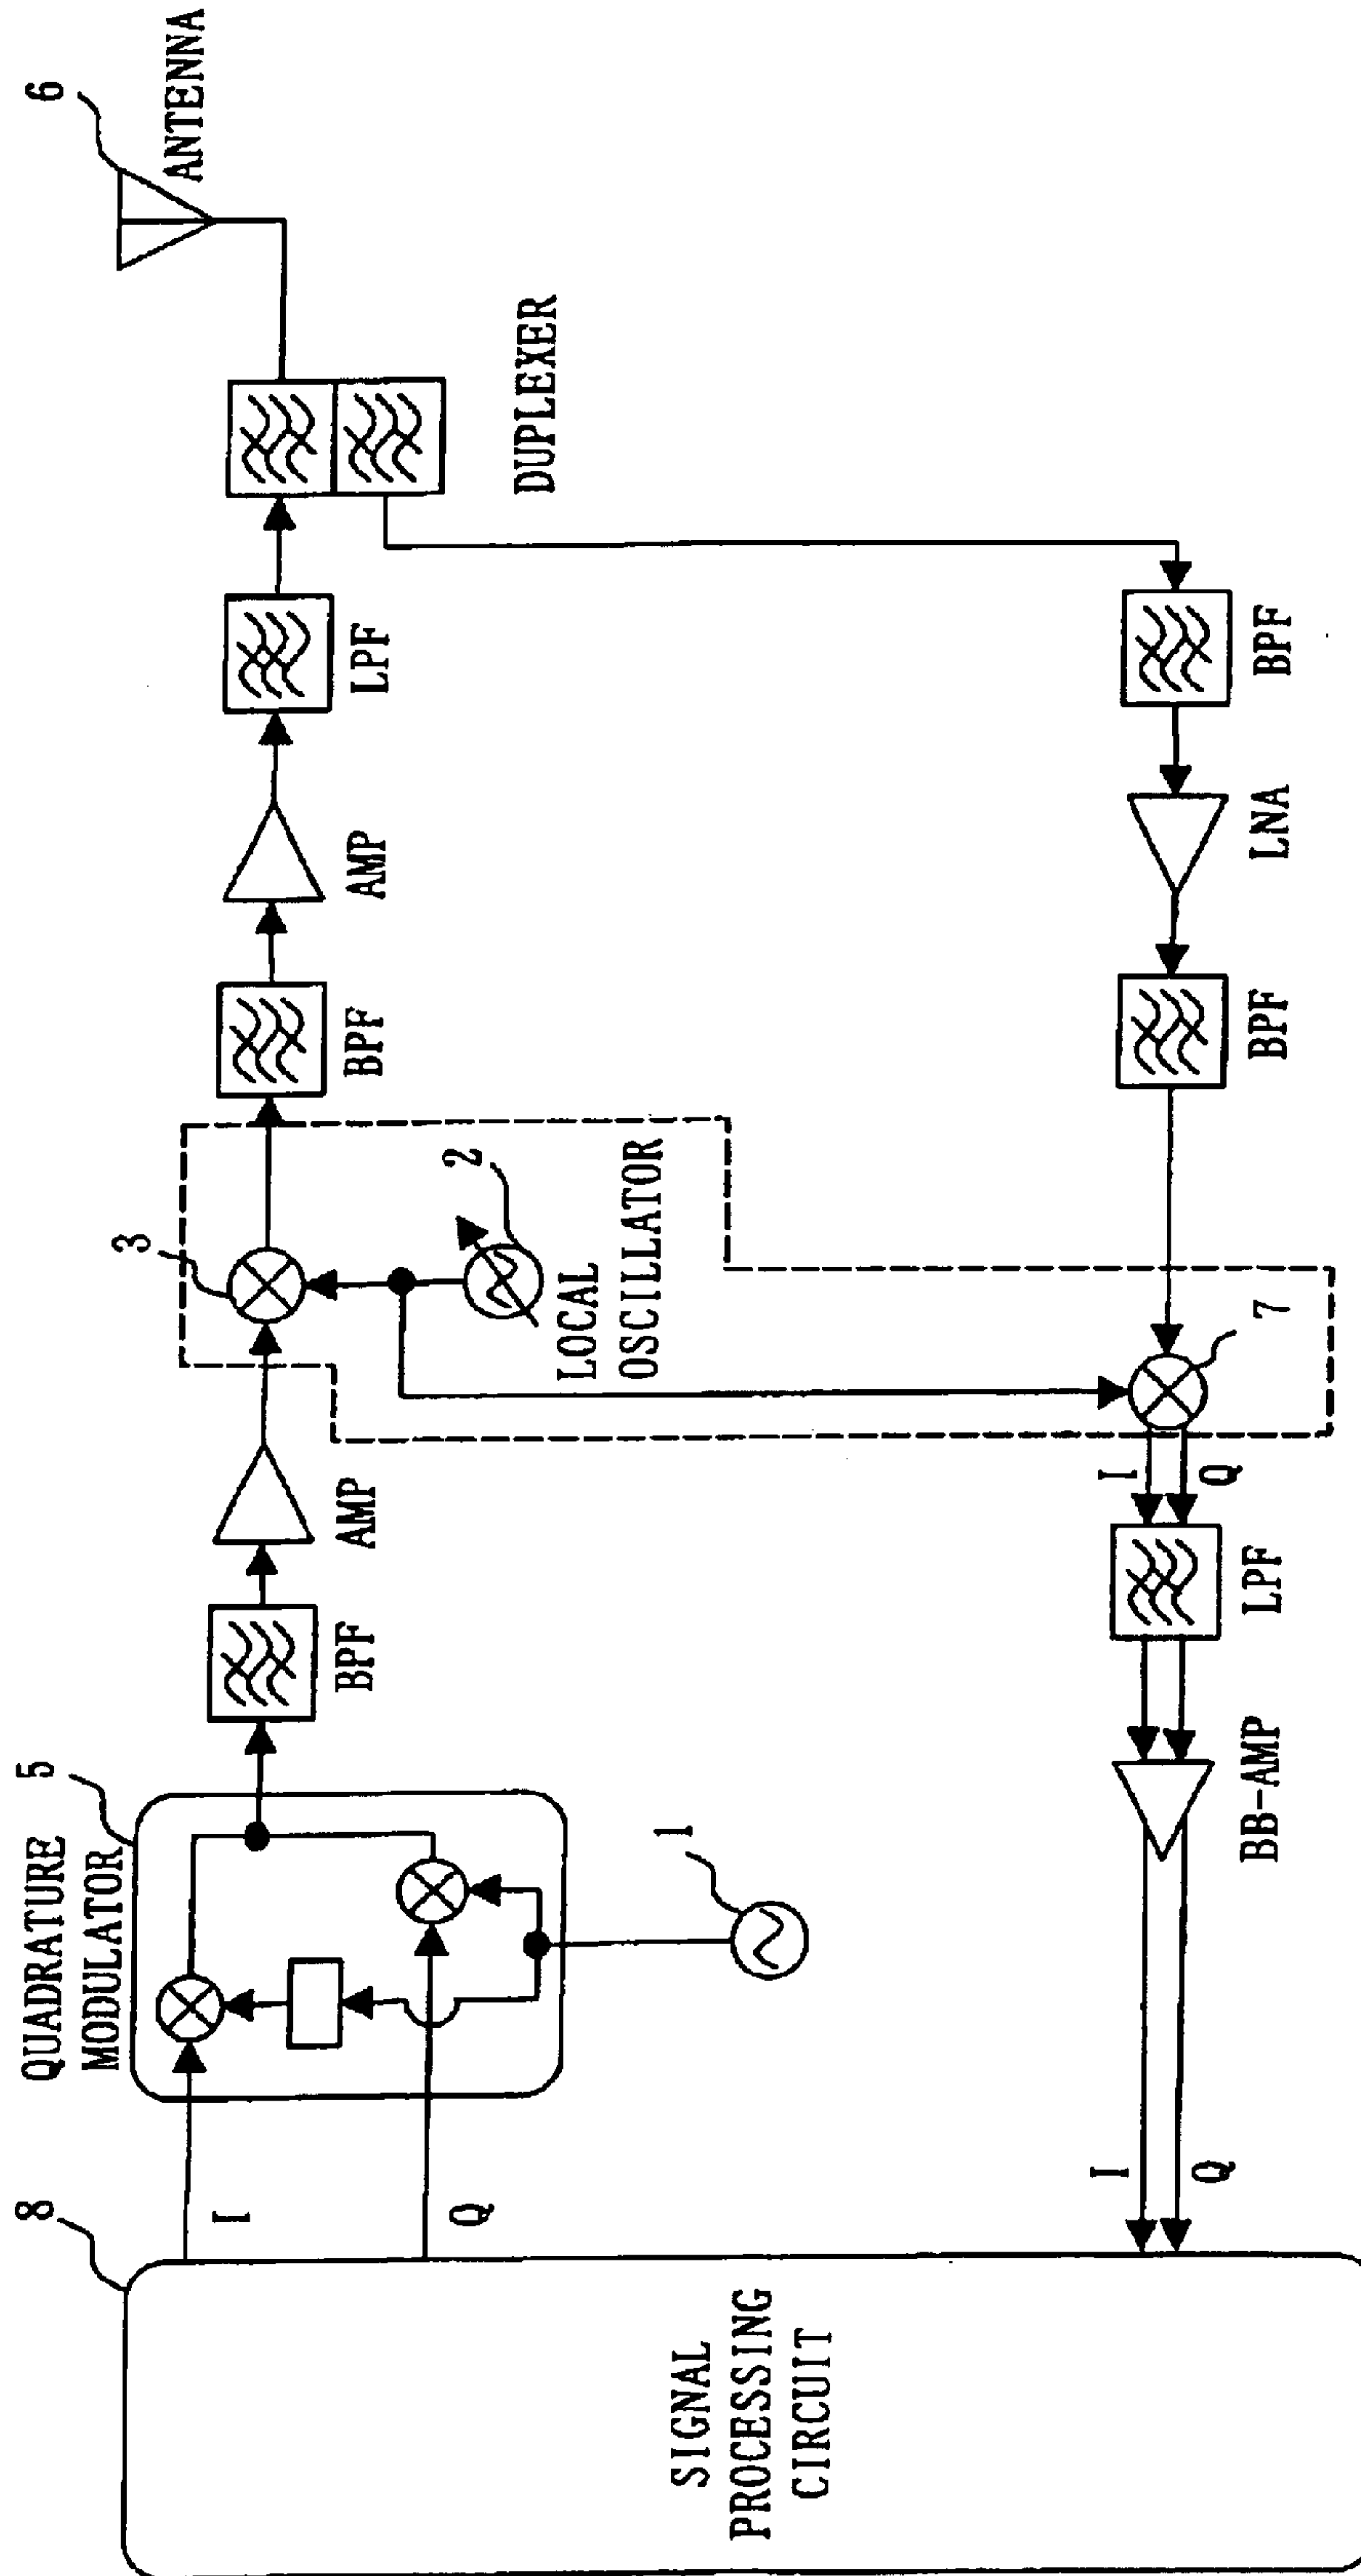 8
SIGNAL
PROCESSING
CIRCUIT
I
Q
QUADRATURE
MODULATOR
5
1
BPF
AMP
3
2
LOCAL
OSCILLATOR
BPF
AMP
LPF
DUPLEXER
6
ANTENNA
BPF
LNA
BPF
7
I
Q
LPF
BB-AMP
I
Q